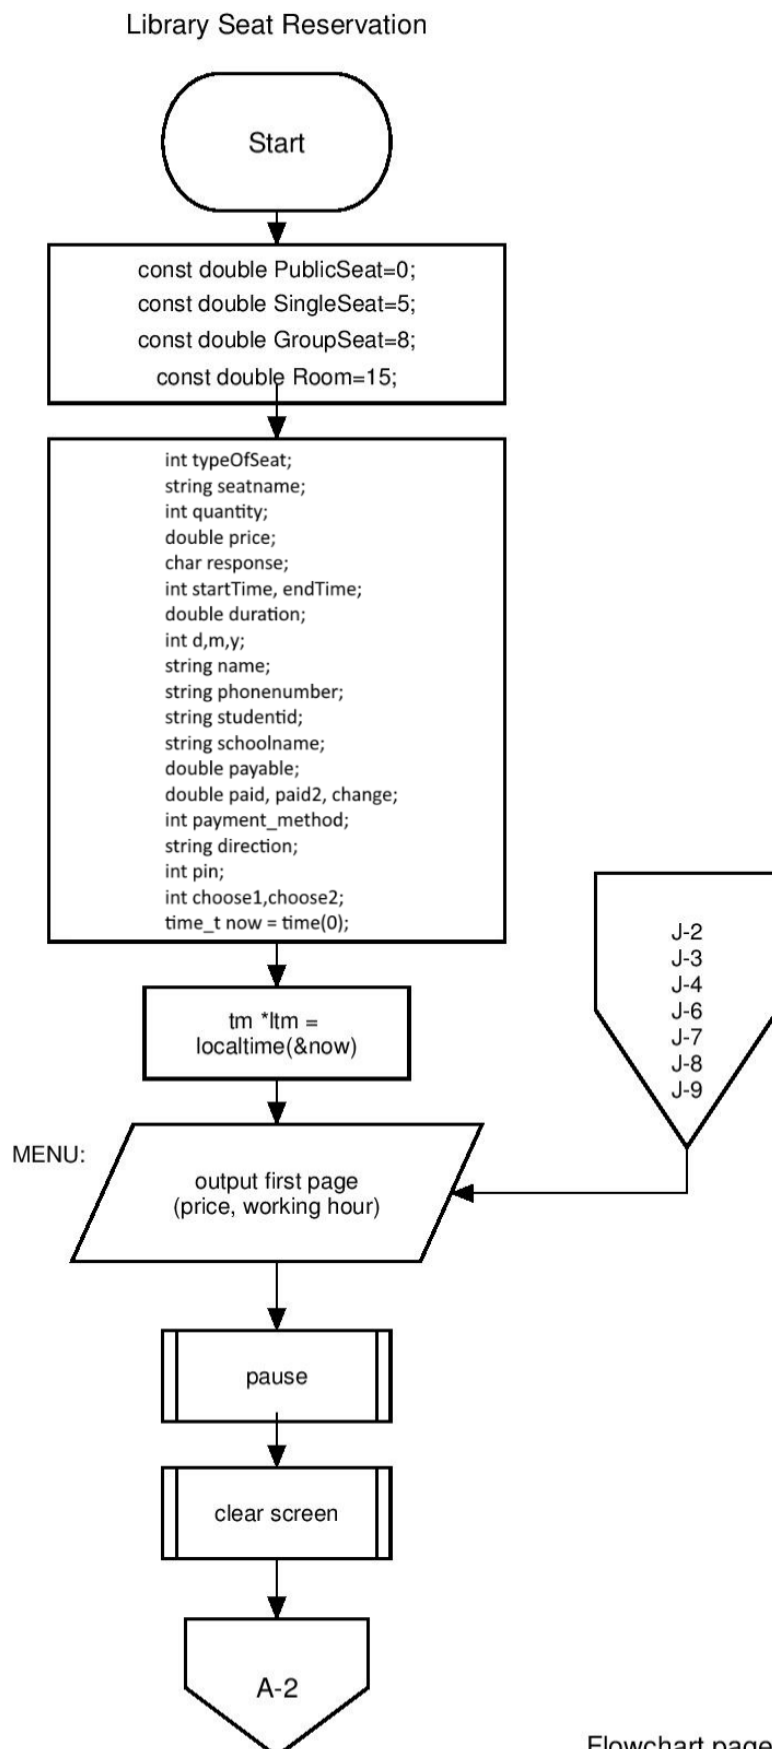 Library Seat Reservation
Start
const double PublicSeat=0;
const double SingleSeat=5;
const double GroupSeat=8;
const double Room=15;
int typeOfSeat;
string seatname;
int quantity;
double price;
char response;
int startTime, endTime;
double duration;
int d,m,y;
string name;
string phonenumber;
string studentid;
string schoolname;
double payable;
double paid, paid2, change;
int payment_method;
string direction;
int pin;
int choose1,choose2;
time_t now = time(0);
J-2
J-3
J-4
J-6
J-7
J-8
J-9
tm *ltm =
localtime(&now)
MENU:
output first page
(price, working hour)
pause
clear screen
A-2
Flowchart page